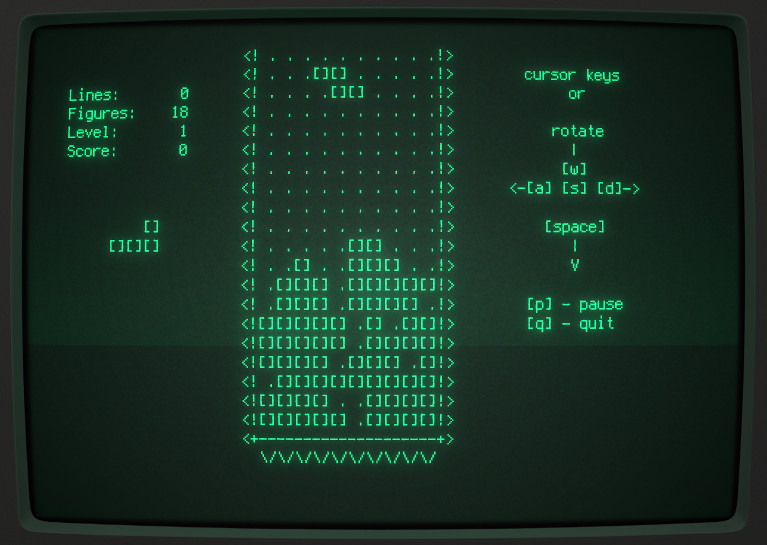 Lines: 0
Figures: 18
Level: 1
Score: 0
[]
[][][]
<! . . . . . . . . . .!>
<! . . .[][] . . . . .!>
<! . . . .[][] . . . .!>
<! . . . . . . . . . .!>
<! . . . . . . . . . .!>
<! . . . . . . . . . .!>
<! . . . . . . . . . .!>
<! . . . . . . . . . .!>
<! . . . . . . . . . .!>
<! . . . . . . . . . .!>
<! . . . . .[][] . . .!>
<! . .[] . .[][][] . .!>
<! .[][][] .[][][][][]!>
<! .[][][] .[][][][] .!>
<![][][][][] .[] .[][]!>
<![][][][][] .[][][][]!>
<![][][][] .[][][] .[]!>
<! .[][][][][][][][][]!>
<![][][][] . .[][][][]!>
<![][][][][] .[][][][]!>
<+--------------------+>
\/\/\/\/\/\/\/\/\/\/
cursor keys
or
rotate
|
[w]
<-[a] [s] [d]->
[space]
|
V
[p] - pause
[q] - quit